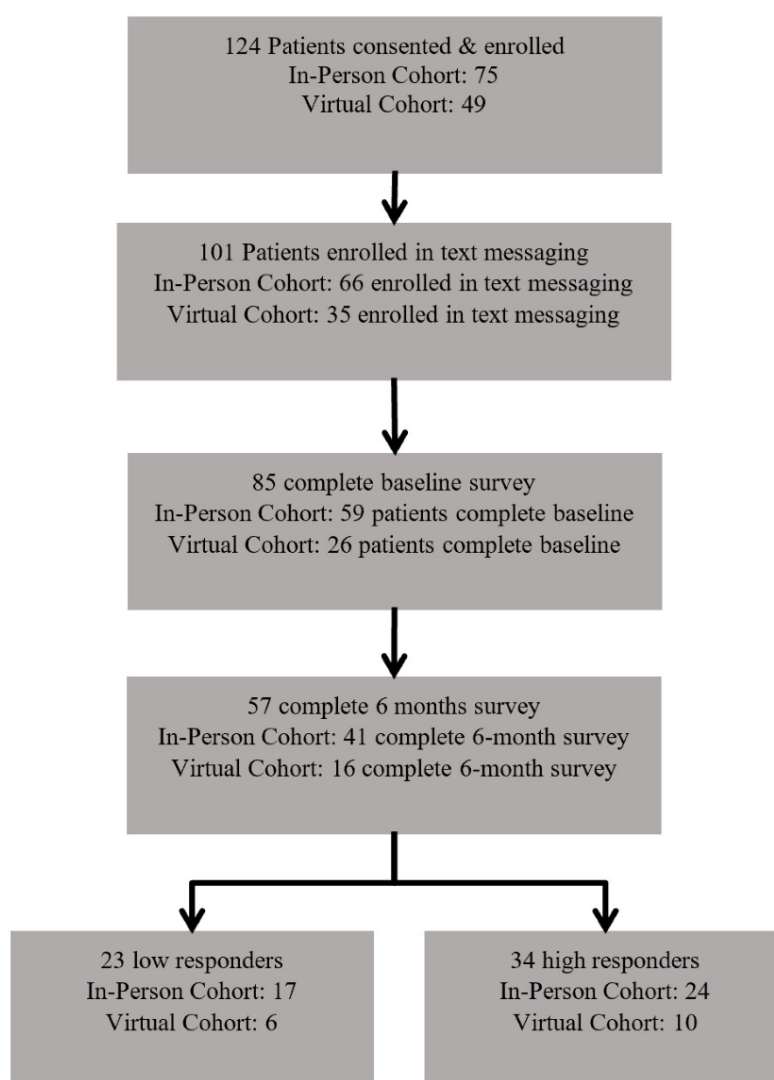 124 Patients consented & enrolled
In-Person Cohort: 75
Virtual Cohort: 49
101 Patients enrolled in text messaging
In-Person Cohort: 66 enrolled in text messaging
Virtual Cohort: 35 enrolled in text messaging
85 complete baseline survey
In-Person Cohort: 59 patients complete baseline
Virtual Cohort: 26 patients complete baseline
57 complete 6 months survey
In-Person Cohort: 41 complete 6-month survey
Virtual Cohort: 16 complete 6-month survey
23 low responders
In-Person Cohort: 17
Virtual Cohort: 6
34 high responders
In-Person Cohort: 24
Virtual Cohort: 10